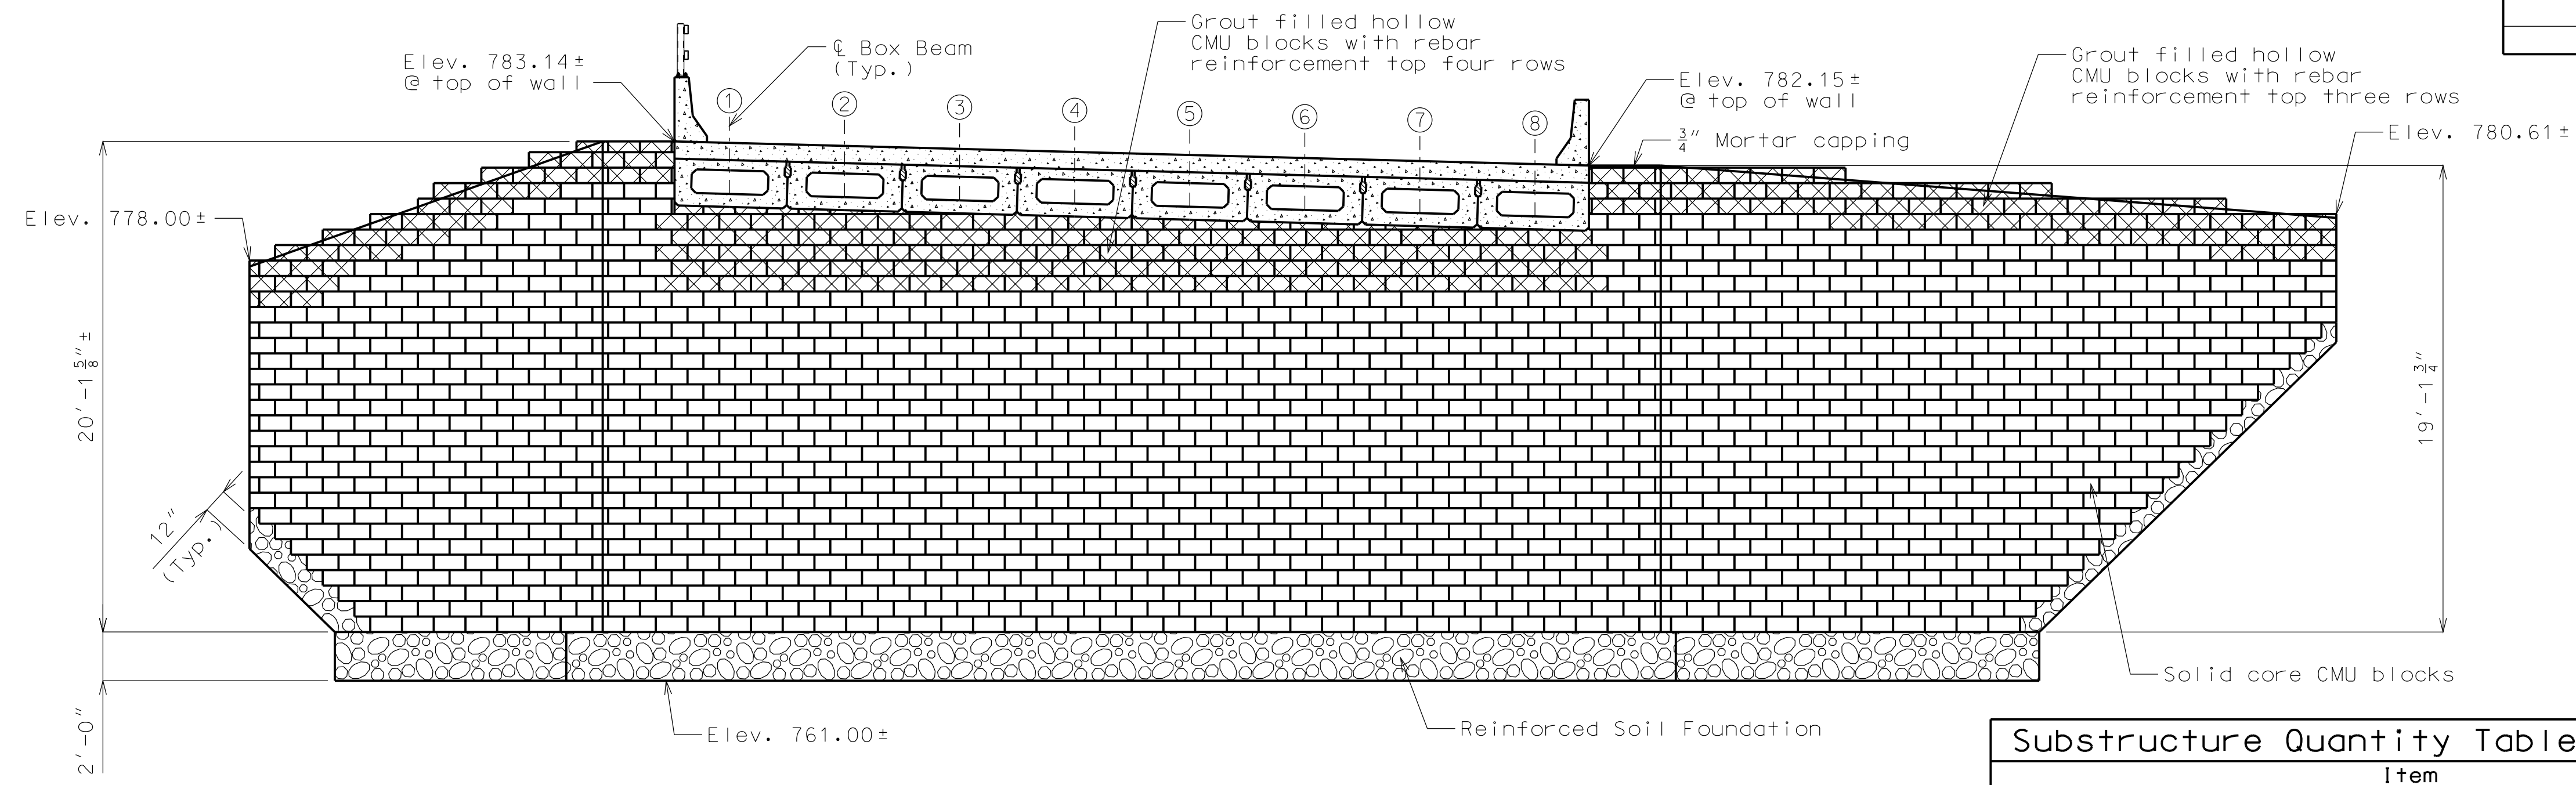 Grout filled hollow
CMU blocks with rebar
reinforcement top four rows
℄ Box Beam
(Typ.)
Elev. 783.14±
@ top of wall
Elev. 782.15±
@ top of wall
Grout filled hollow
CMU blocks with rebar
reinforcement top three rows
① ② ③ ④ ⑤ ⑥ ⑦ ⑧
3/4" Mortar capping
Elev. 780.61±
Elev. 778.00±
20'-1 5/8"±
19'-1 3/4"
12"
(Typ.)
Solid core CMU blocks
Reinforced Soil Foundation
Elev. 761.00±
2'-0"
Substructure Quantity Table
Item